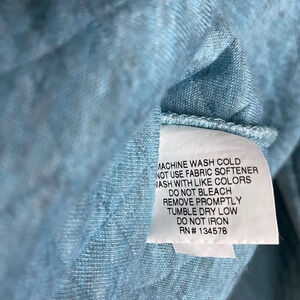 MACHINE WASH COLD
NOT USE FABRIC SOFTENER
WASH WITH LIKE COLORS
DO NOT BLEACH
REMOVE PROMPTLY
TUMBLE DRY LOW
DO NOT IRON
RN# 134578